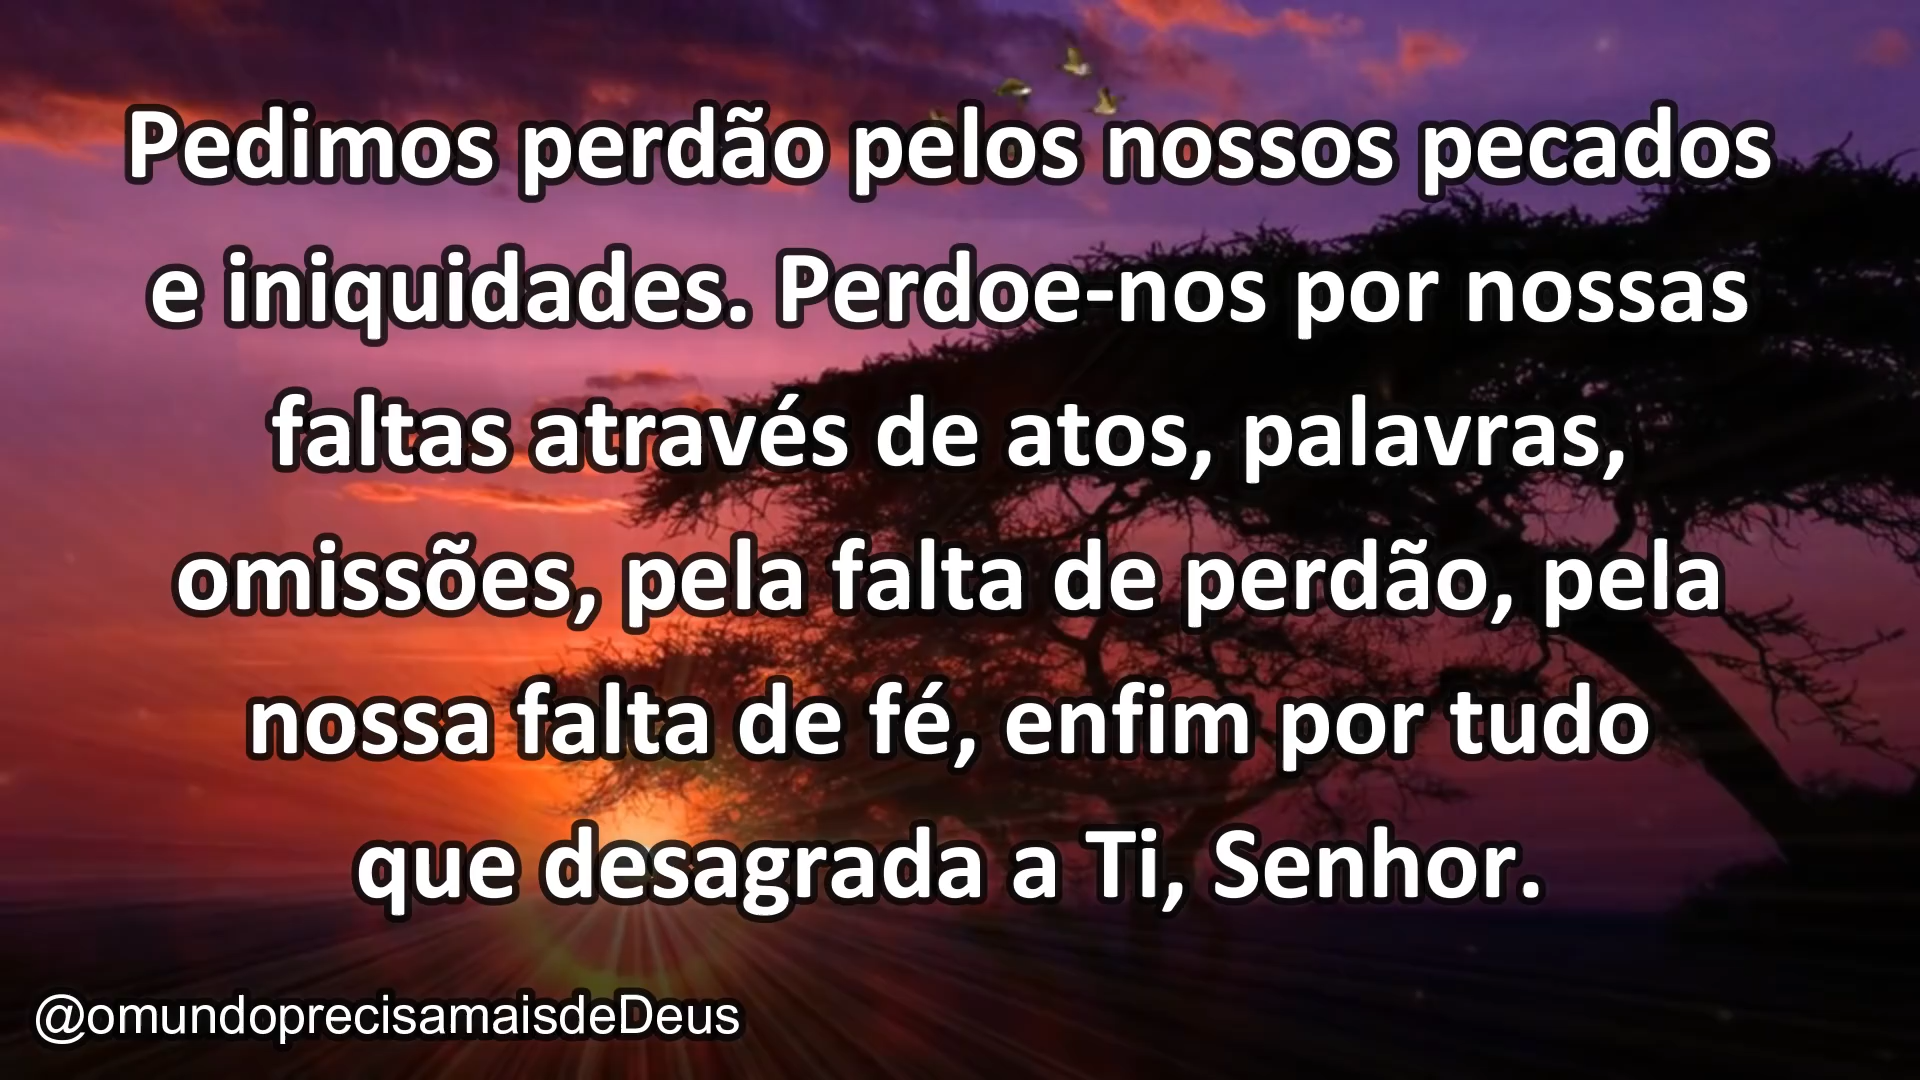 Pedimos perdão pelos nossos pecados
e iniquidades. Perdoe-nos por nossas
faltas através de atos, palavras,
omissões, pela falta de perdão, pela
nossa falta de fé, enfim por tudo
que desagrada a Ti, Senhor.
@omundoprecisamaisdeDeus